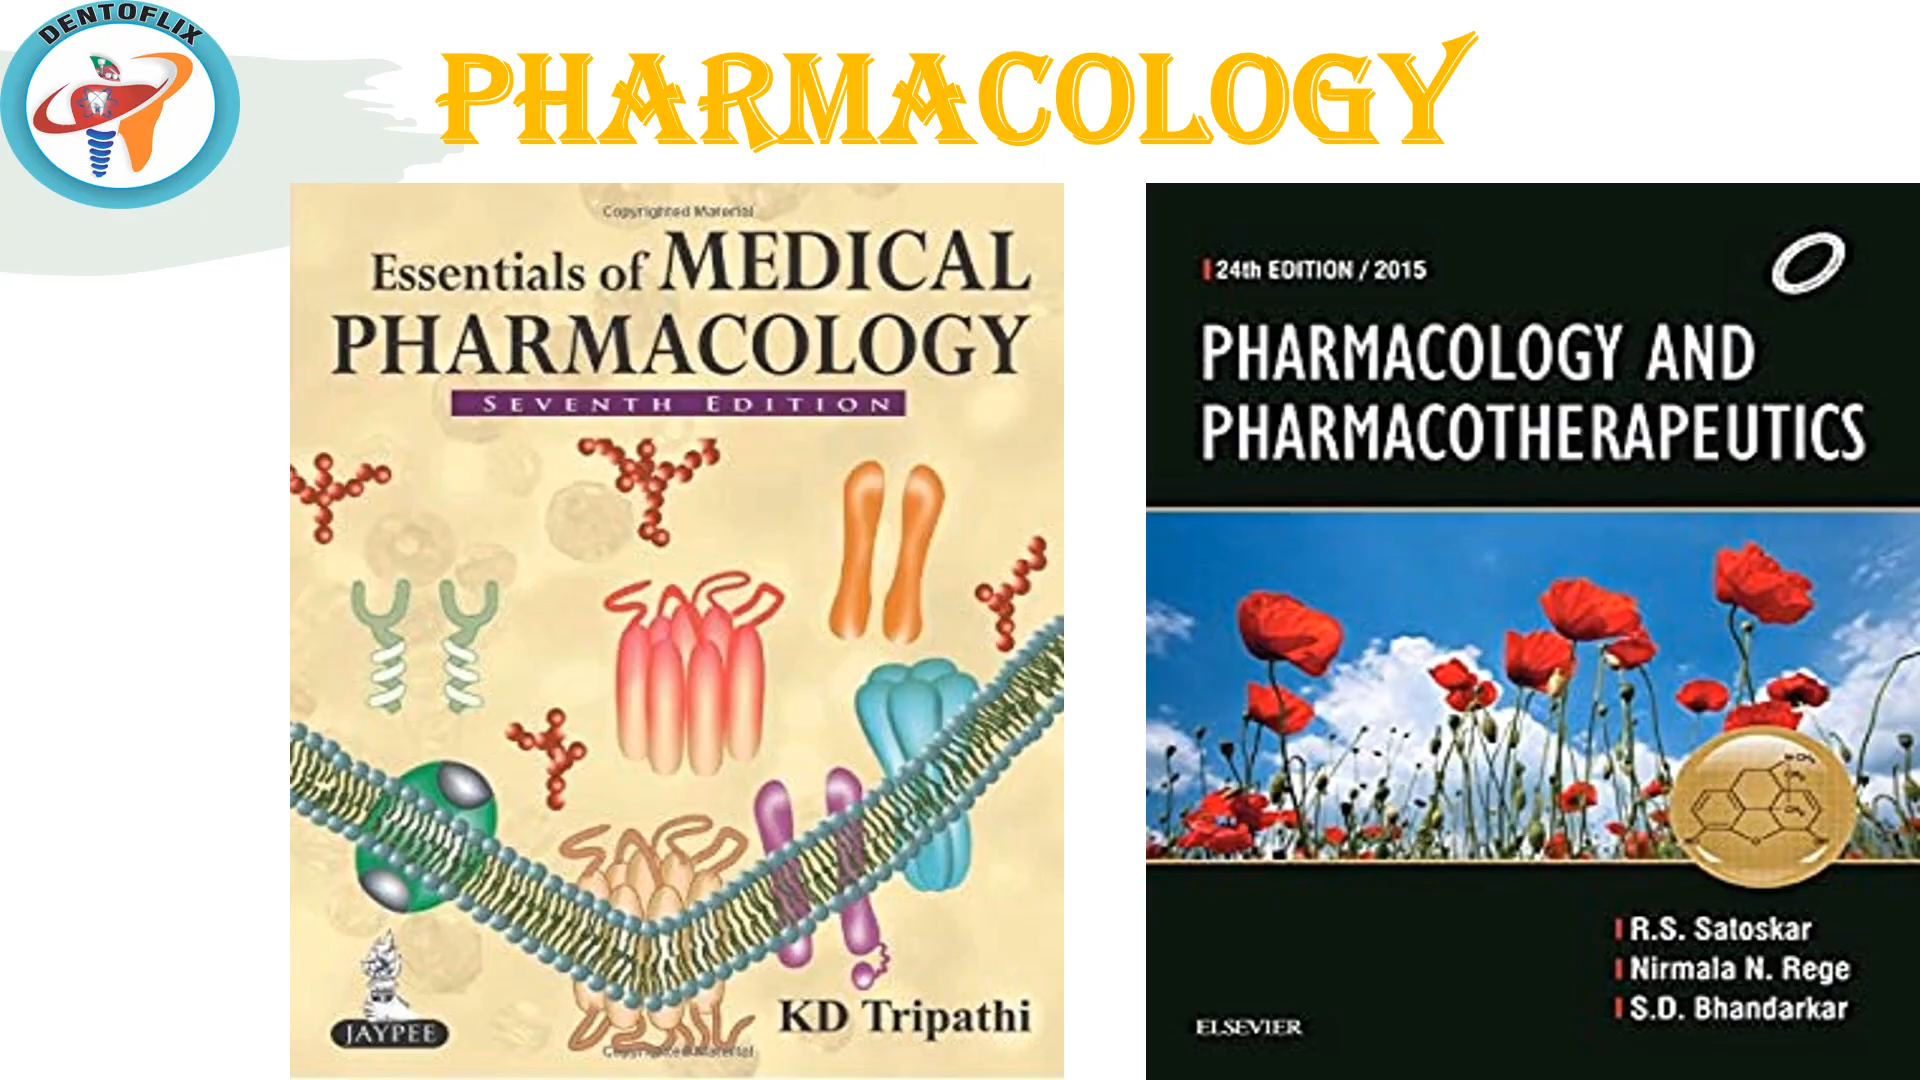 DENTOFLIX
PHARMACOLOGY
Copyrighted Material
Essentials of MEDICAL
PHARMACOLOGY
SEVENTH EDITION
JAYPEE
KD Tripathi
Copyrighted Material
24th EDITION / 2015
PHARMACOLOGY AND
PHARMACOTHERAPEUTICS
R.S. Satoskar
Nirmala N. Rege
S.D. Bhandarkar
ELSEVIER